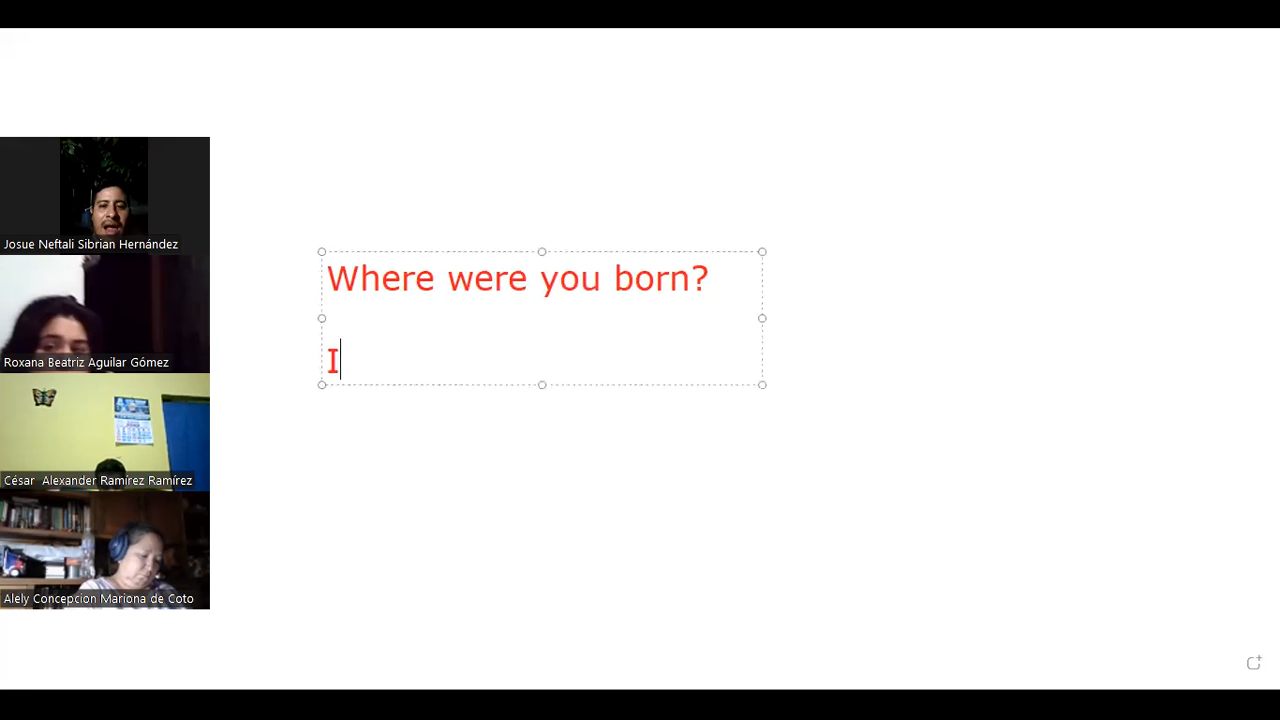 Josue Neftali Sibrian Hernández
Roxana Beatriz Aguilar Gómez
César Alexander Ramírez Ramírez
Alely Concepcion Mariona de Coto
Where were you born?
I